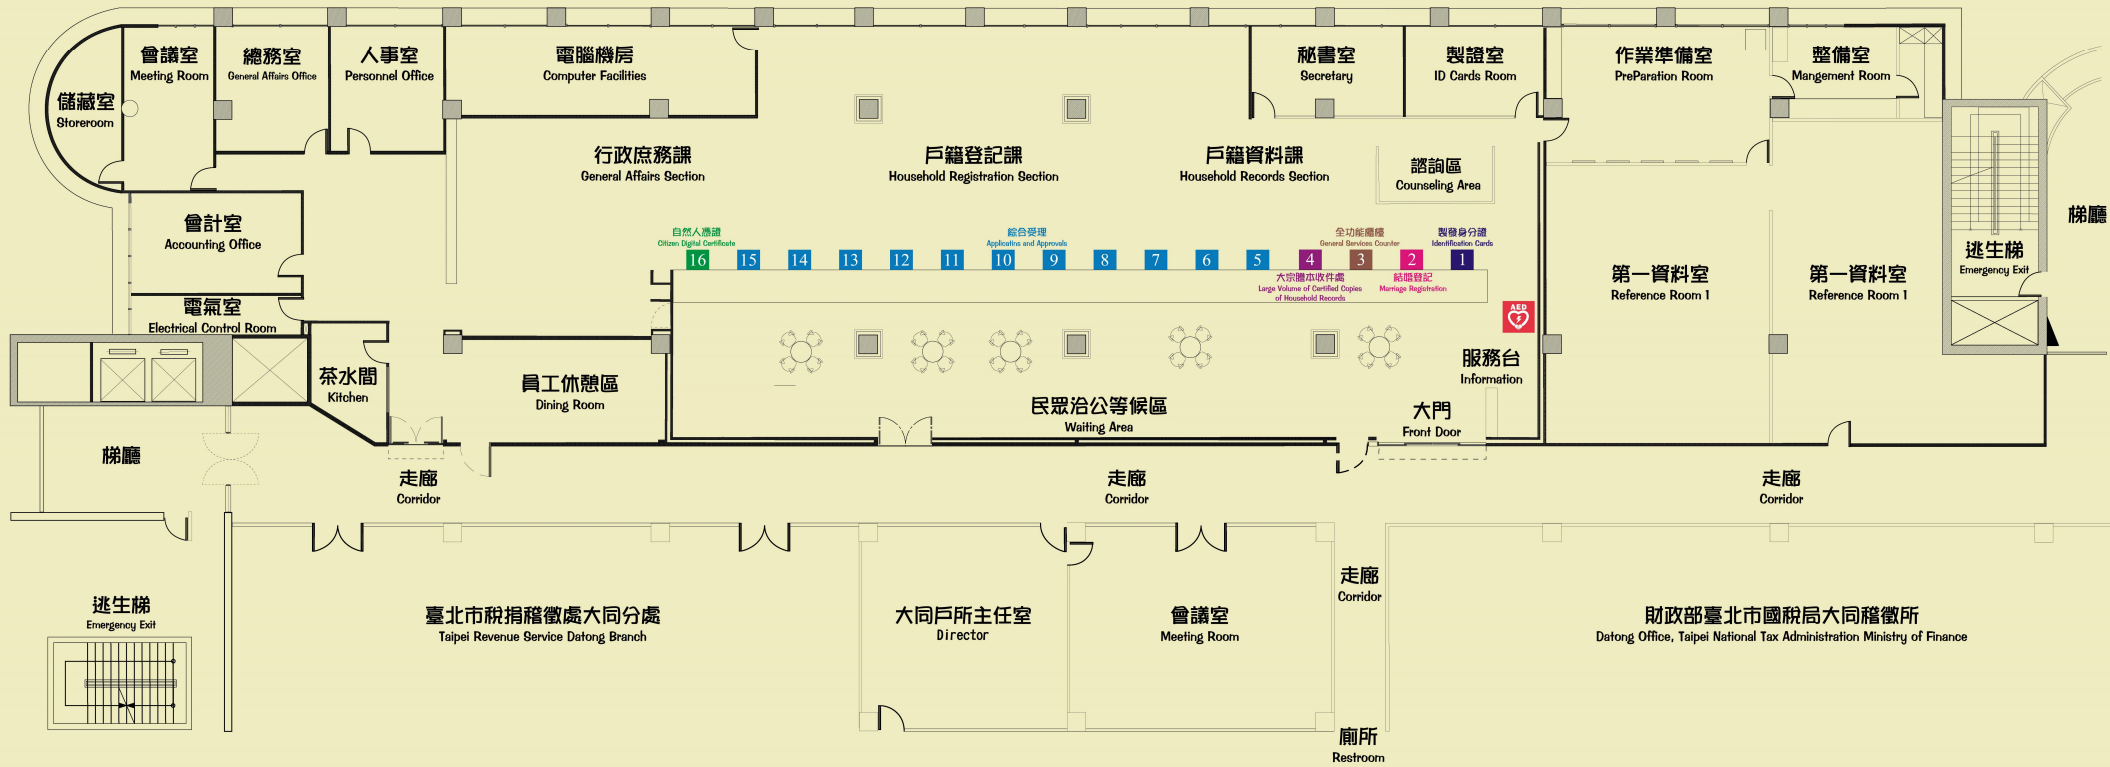 會議室
Meeting Room
總務室
General Affairs Office
人事室
Personnel Office
電腦機房
Computer Facilities
秘書室
Secretary
製證室
ID Cards Room
作業準備室
PreParation Room
整備室
Mangement Room
儲藏室
Storeroom
行政庶務課
General Affairs Section
戶籍登記課
Household Registration Section
戶籍資料課
Household Records Section
諮詢區
Counseling Area
梯廳
會計室
Accounting Office
逃生梯
Emergency Exit
自然人憑證
Citizen Digital Certificate
綜合受理
Applicatins and Approvals
全功能櫃檯
General Services Counter
製發身分證
Identification Cards
16 15 14 13 12 11 10 9 8 7 6 5 4 3 2 1
大宗謄本收件處
Large Volume of Certified Copies
of Household Records
結婚登記
Marriage Registration
第一資料室
Reference Room 1
第一資料室
Reference Room 1
電氣室
Electrical Control Room
AED
茶水間
Kitchen
員工休憩區
Dining Room
服務台
Information
民眾洽公等候區
Waiting Area
大門
Front Door
梯廳
走廊
Corridor
走廊
Corridor
走廊
Corridor
走廊
Corridor
逃生梯
Emergency Exit
臺北市稅捐稽徵處大同分處
Taipei Revenue Service Datong Branch
大同戶所主任室
Director
會議室
Meeting Room
財政部臺北市國稅局大同稽徵所
Datong Office, Taipei National Tax Administration Ministry of Finance
廁所
Restroom